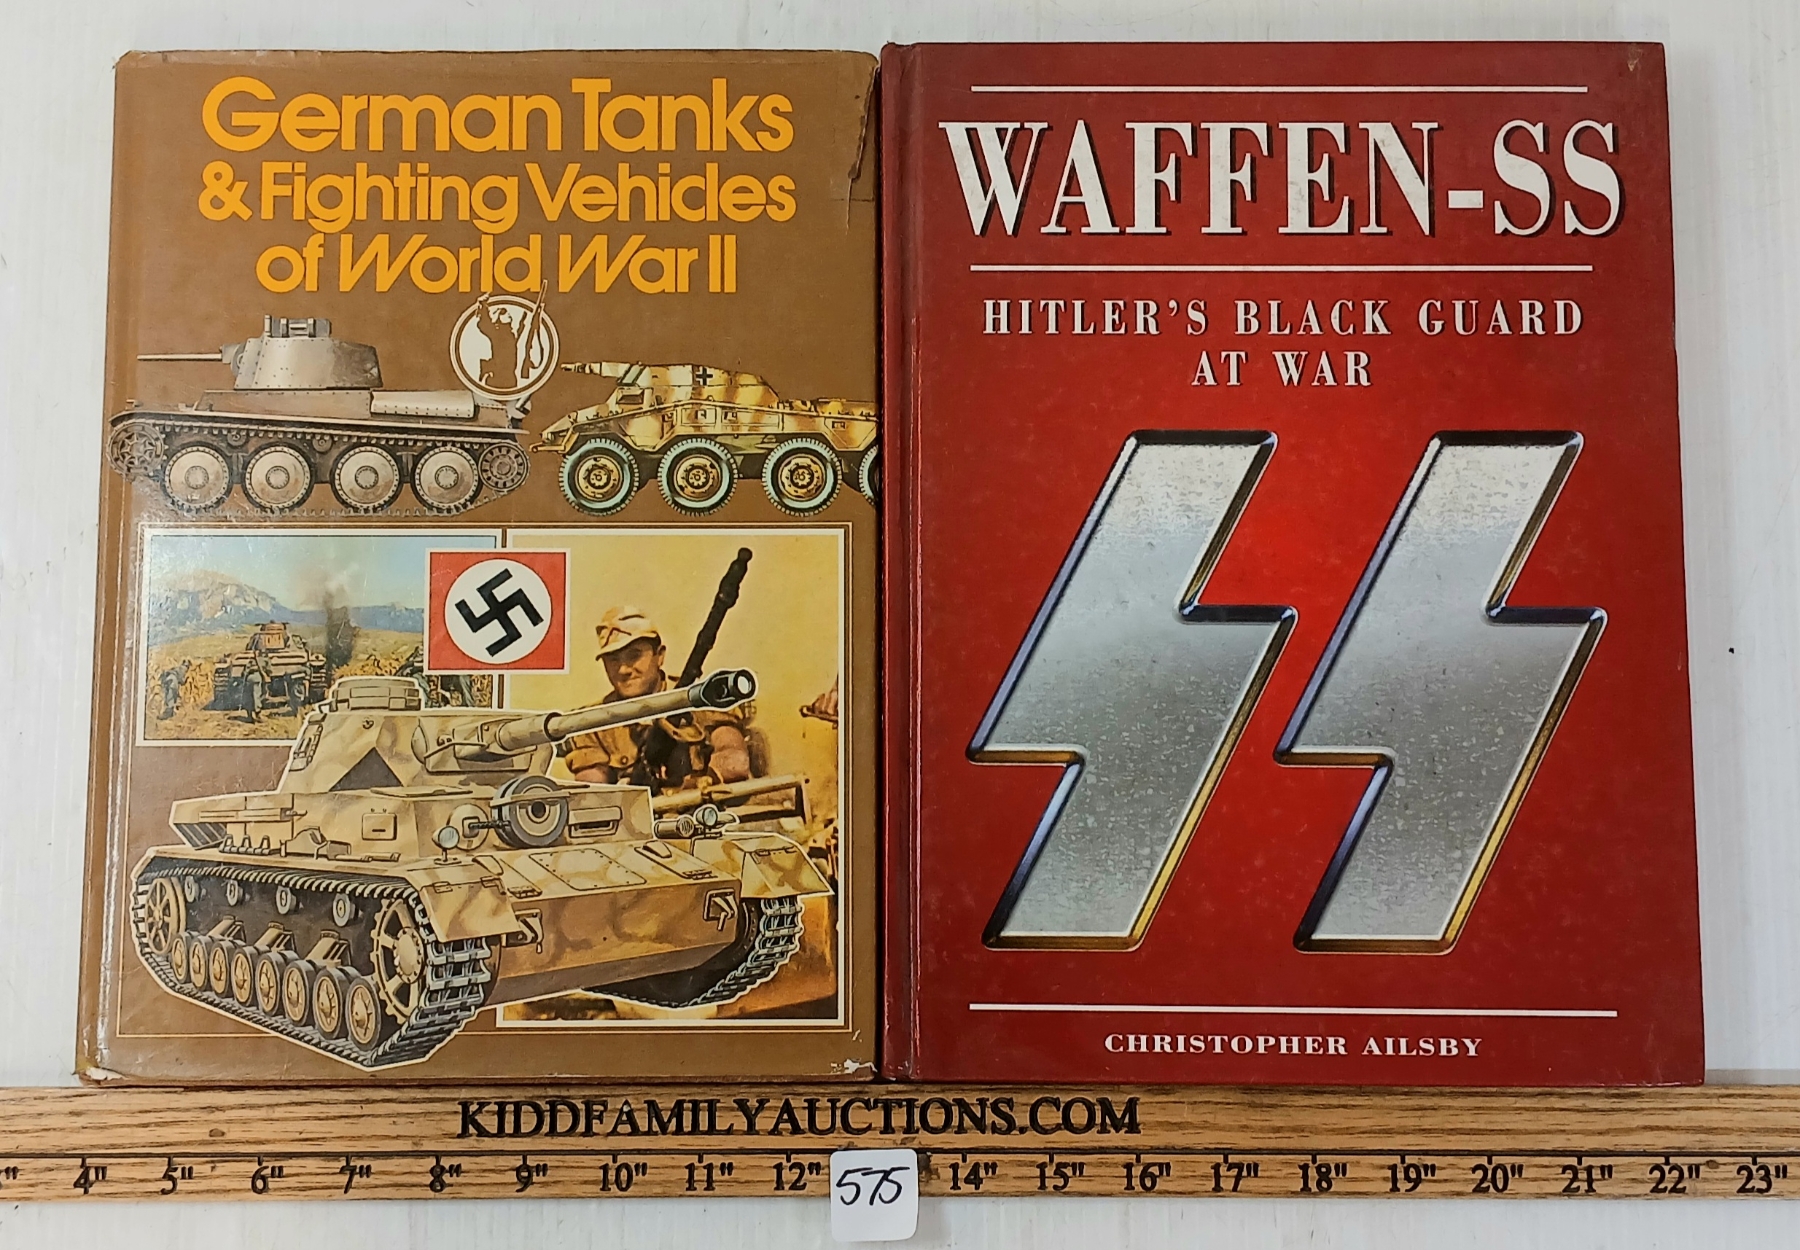 German Tanks
& Fighting Vehicles
of World War II
WAFFEN-SS
HITLER'S BLACK GUARD
AT WAR
CHRISTOPHER AILSBY
KIDDFAMILYAUCTIONS.COM
4" 5" 6" 7" 8" 9" 10" 11" 12" 14" 15" 16" 17" 18" 19" 20" 21" 22" 23"
575